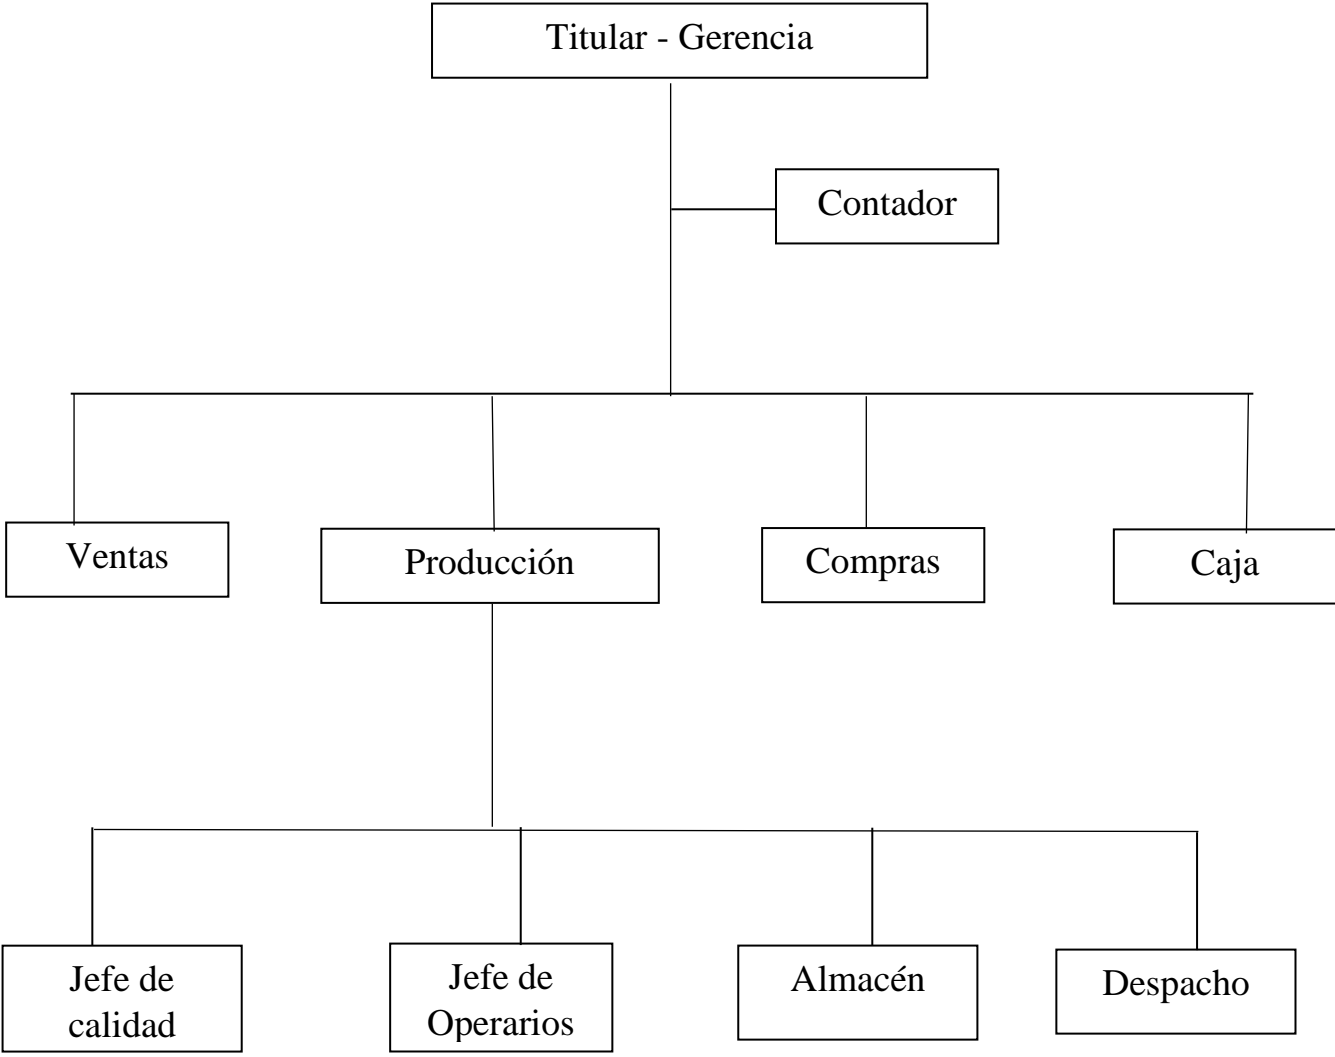 Titular - Gerencia
Contador
Ventas
Producción
Compras
Caja
Jefe de
calidad
Jefe de
Operarios
Almacén
Despacho